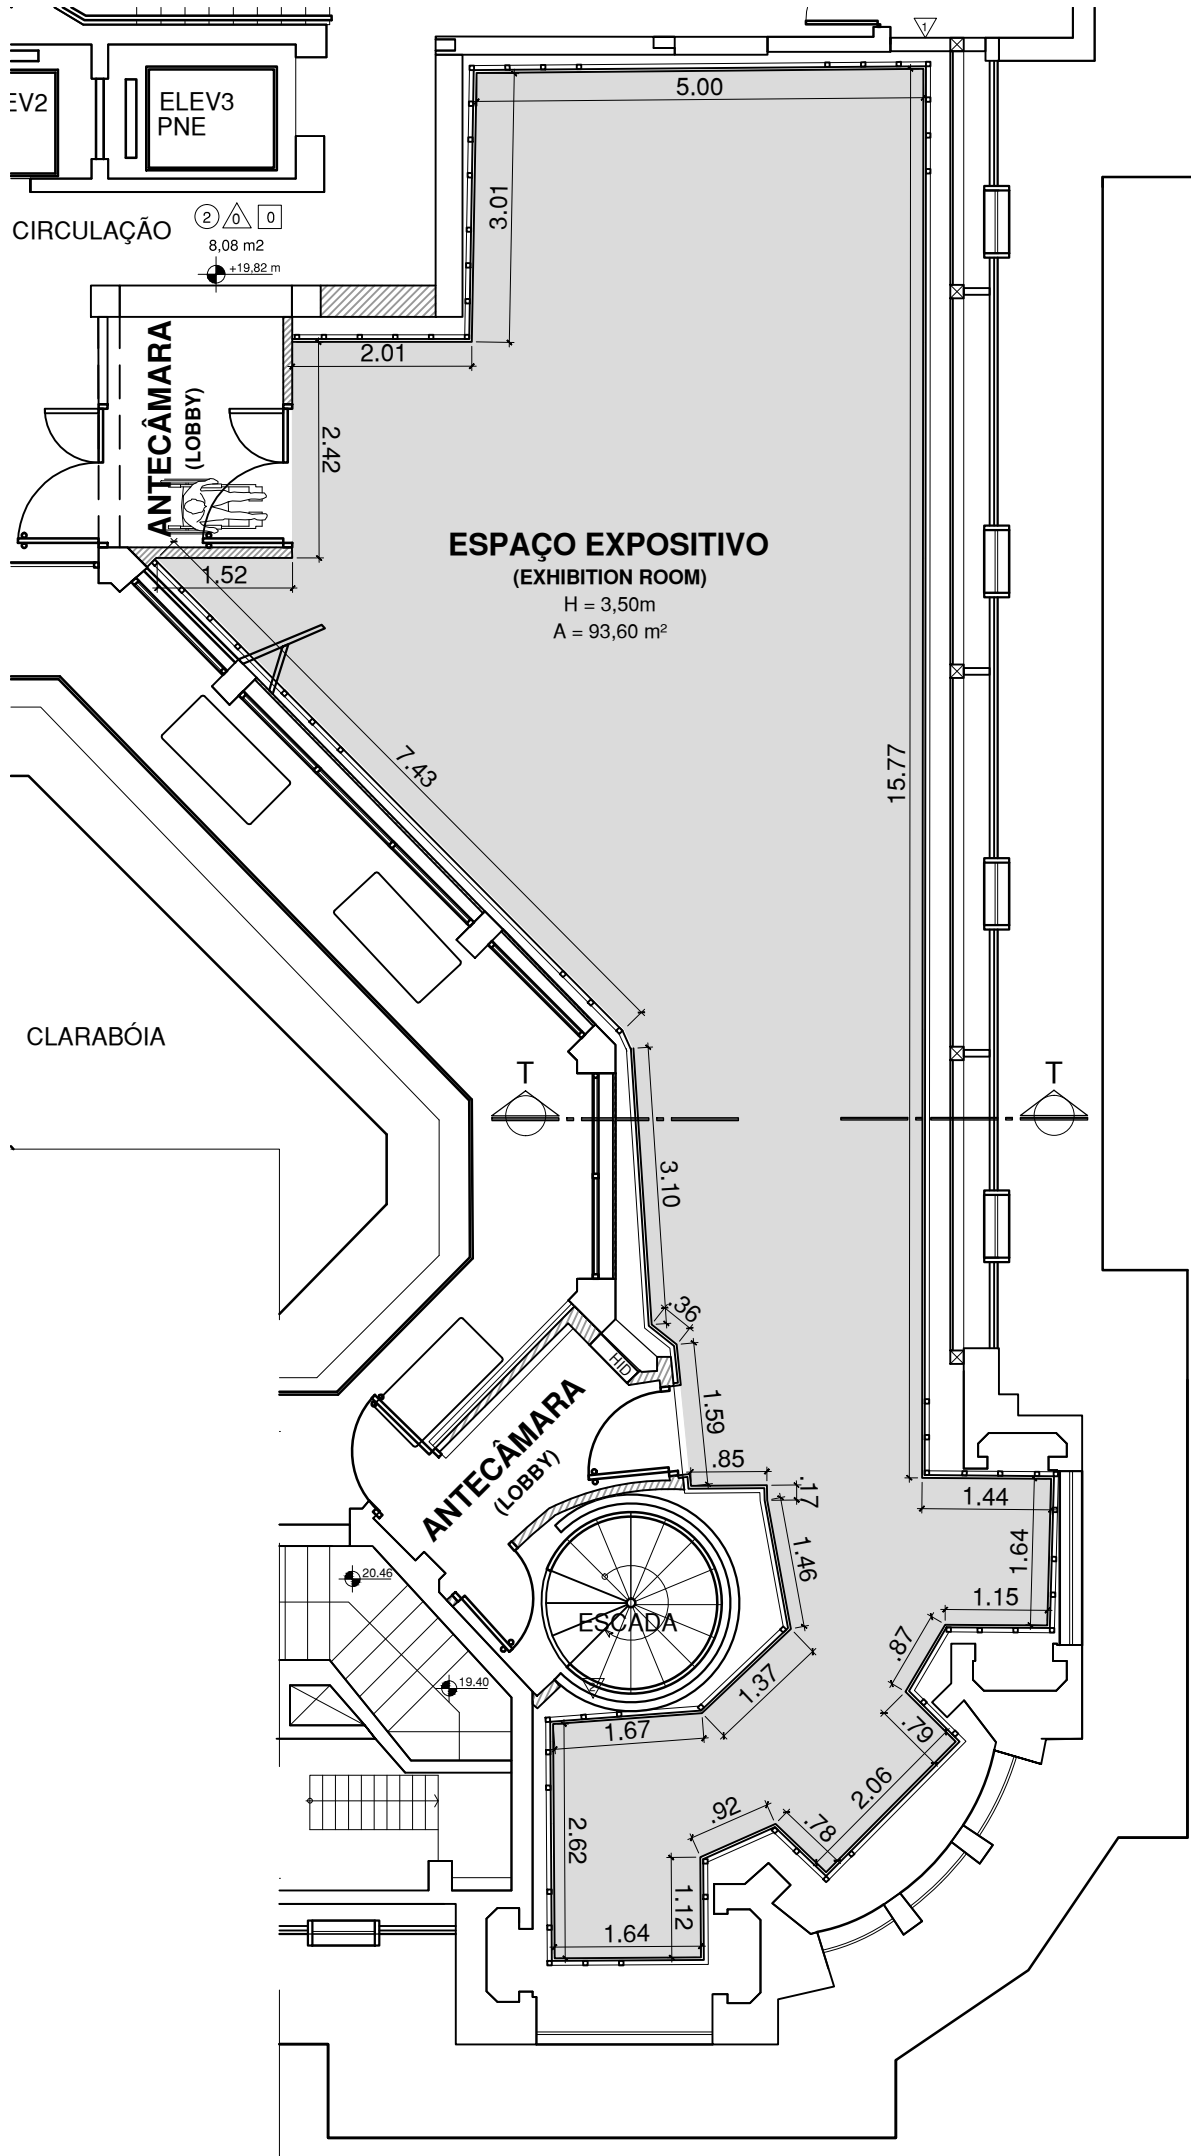 1
EV2
ELEV3
PNE
5.00
3.01
CIRCULAÇÃO
2 0 0
8,08 m2
+19,82 m
ANTECÂMARA
(LOBBY)
2.01
2.42
1.52
ESPAÇO EXPOSITIVO
(EXHIBITION ROOM)
H = 3,50m
A = 93,60 m²
7.43
15.77
CLARABÓIA
T
T
3.10
.36
HID
1.59
ANTECÂMARA
(LOBBY)
.85
.17
1.44
1.46
1.64
20.46
1.15
ESCADA
.87
19.40
1.37
.79
1.67
2.06
.92
.78
2.62
1.12
1.64